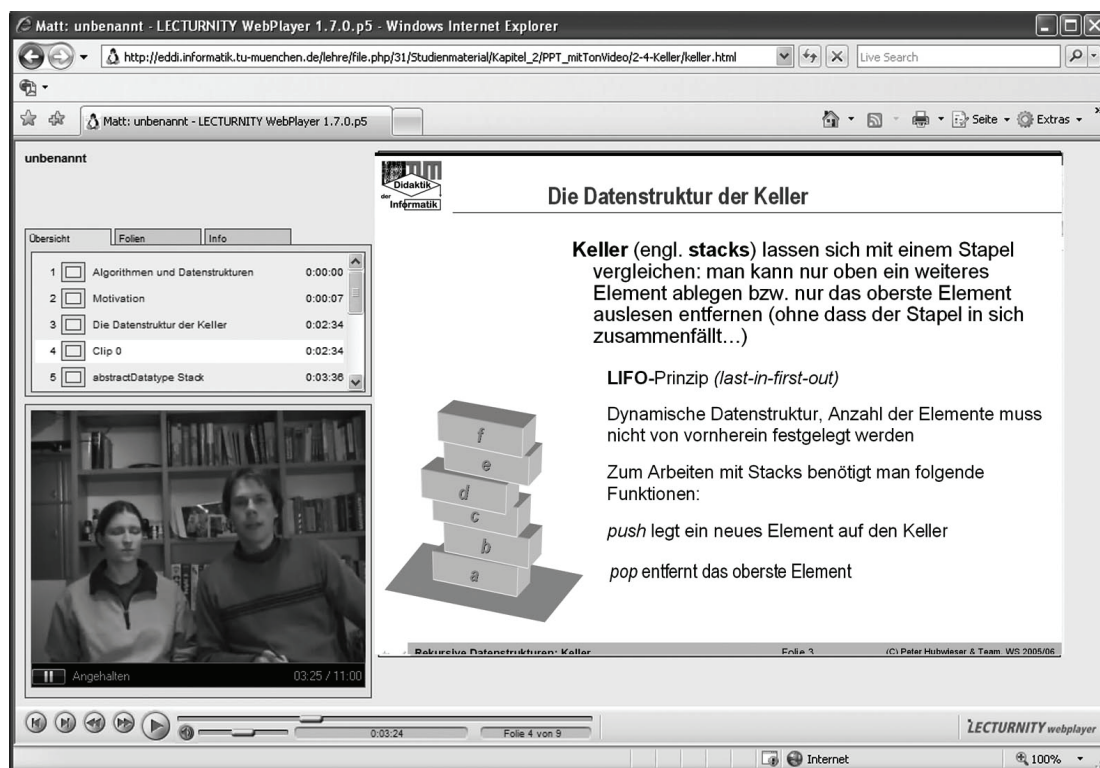 Matt: unbenannt - LECTURNITY WebPlayer 1.7.0.p5 - Windows Internet Explorer
http://eddi.informatik.tu-muenchen.de/lehre/file.php/31/Studienmaterial/Kapitel_2/PPT_mitTonVideo/2-4-Keller/keller.html
Live Search
Matt: unbenannt - LECTURNITY WebPlayer 1.7.0.p5
Seite
Extras
unbenannt
Übersicht
Folien
Info
1 Algorithmen und Datenstrukturen 0:00:00
2 Motivation 0:00:07
3 Die Datenstruktur der Keller 0:02:34
4 Clip 0 0:02:34
5 abstractDatatype Stack 0:03:36
Angehalten 03:25 / 11:00
Didaktik
der
Informatik
Die Datenstruktur der Keller
Keller (engl. stacks) lassen sich mit einem Stapel
vergleichen: man kann nur oben ein weiteres
Element ablegen bzw. nur das oberste Element
auslesen entfernen (ohne dass der Stapel in sich
zusammenfällt...)
LIFO-Prinzip (last-in-first-out)
Dynamische Datenstruktur, Anzahl der Elemente muss
nicht von vornherein festgelegt werden
Zum Arbeiten mit Stacks benötigt man folgende
Funktionen:
push legt ein neues Element auf den Keller
pop entfernt das oberste Element
f
e
d
c
b
a
Rekursive Datenstrukturen: Keller
Folie 3
(C) Peter Hubwieser & Team, WS 2005/06
0:03:24
Folie 4 von 9
LECTURNITY webplayer
Internet
100%